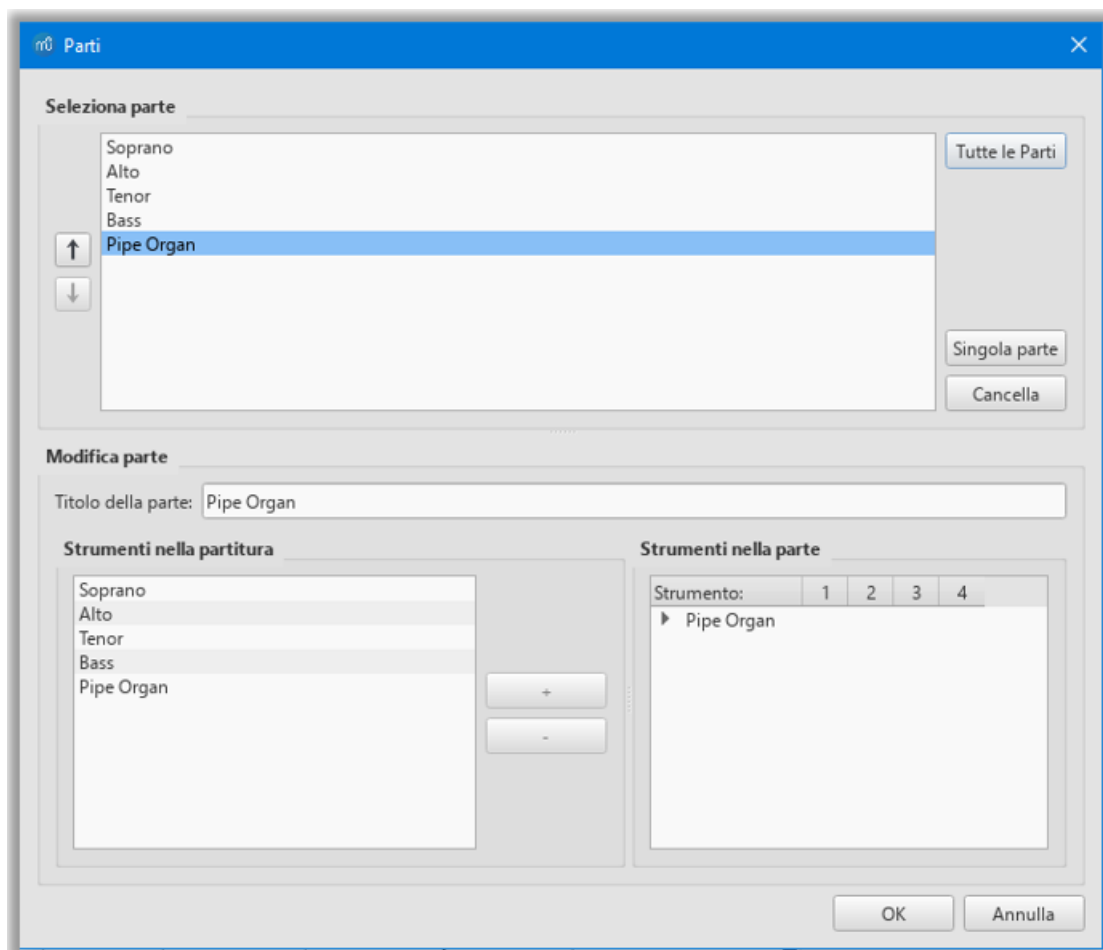 Parti
Seleziona parte
Soprano
Alto
Tenor
Bass
Pipe Organ
Tutte le Parti
Singola parte
Cancella
Modifica parte
Titolo della parte: Pipe Organ
Strumenti nella partitura
Soprano
Alto
Tenor
Bass
Pipe Organ
+
-
Strumenti nella parte
Strumento: 1 2 3 4
Pipe Organ
OK Annulla